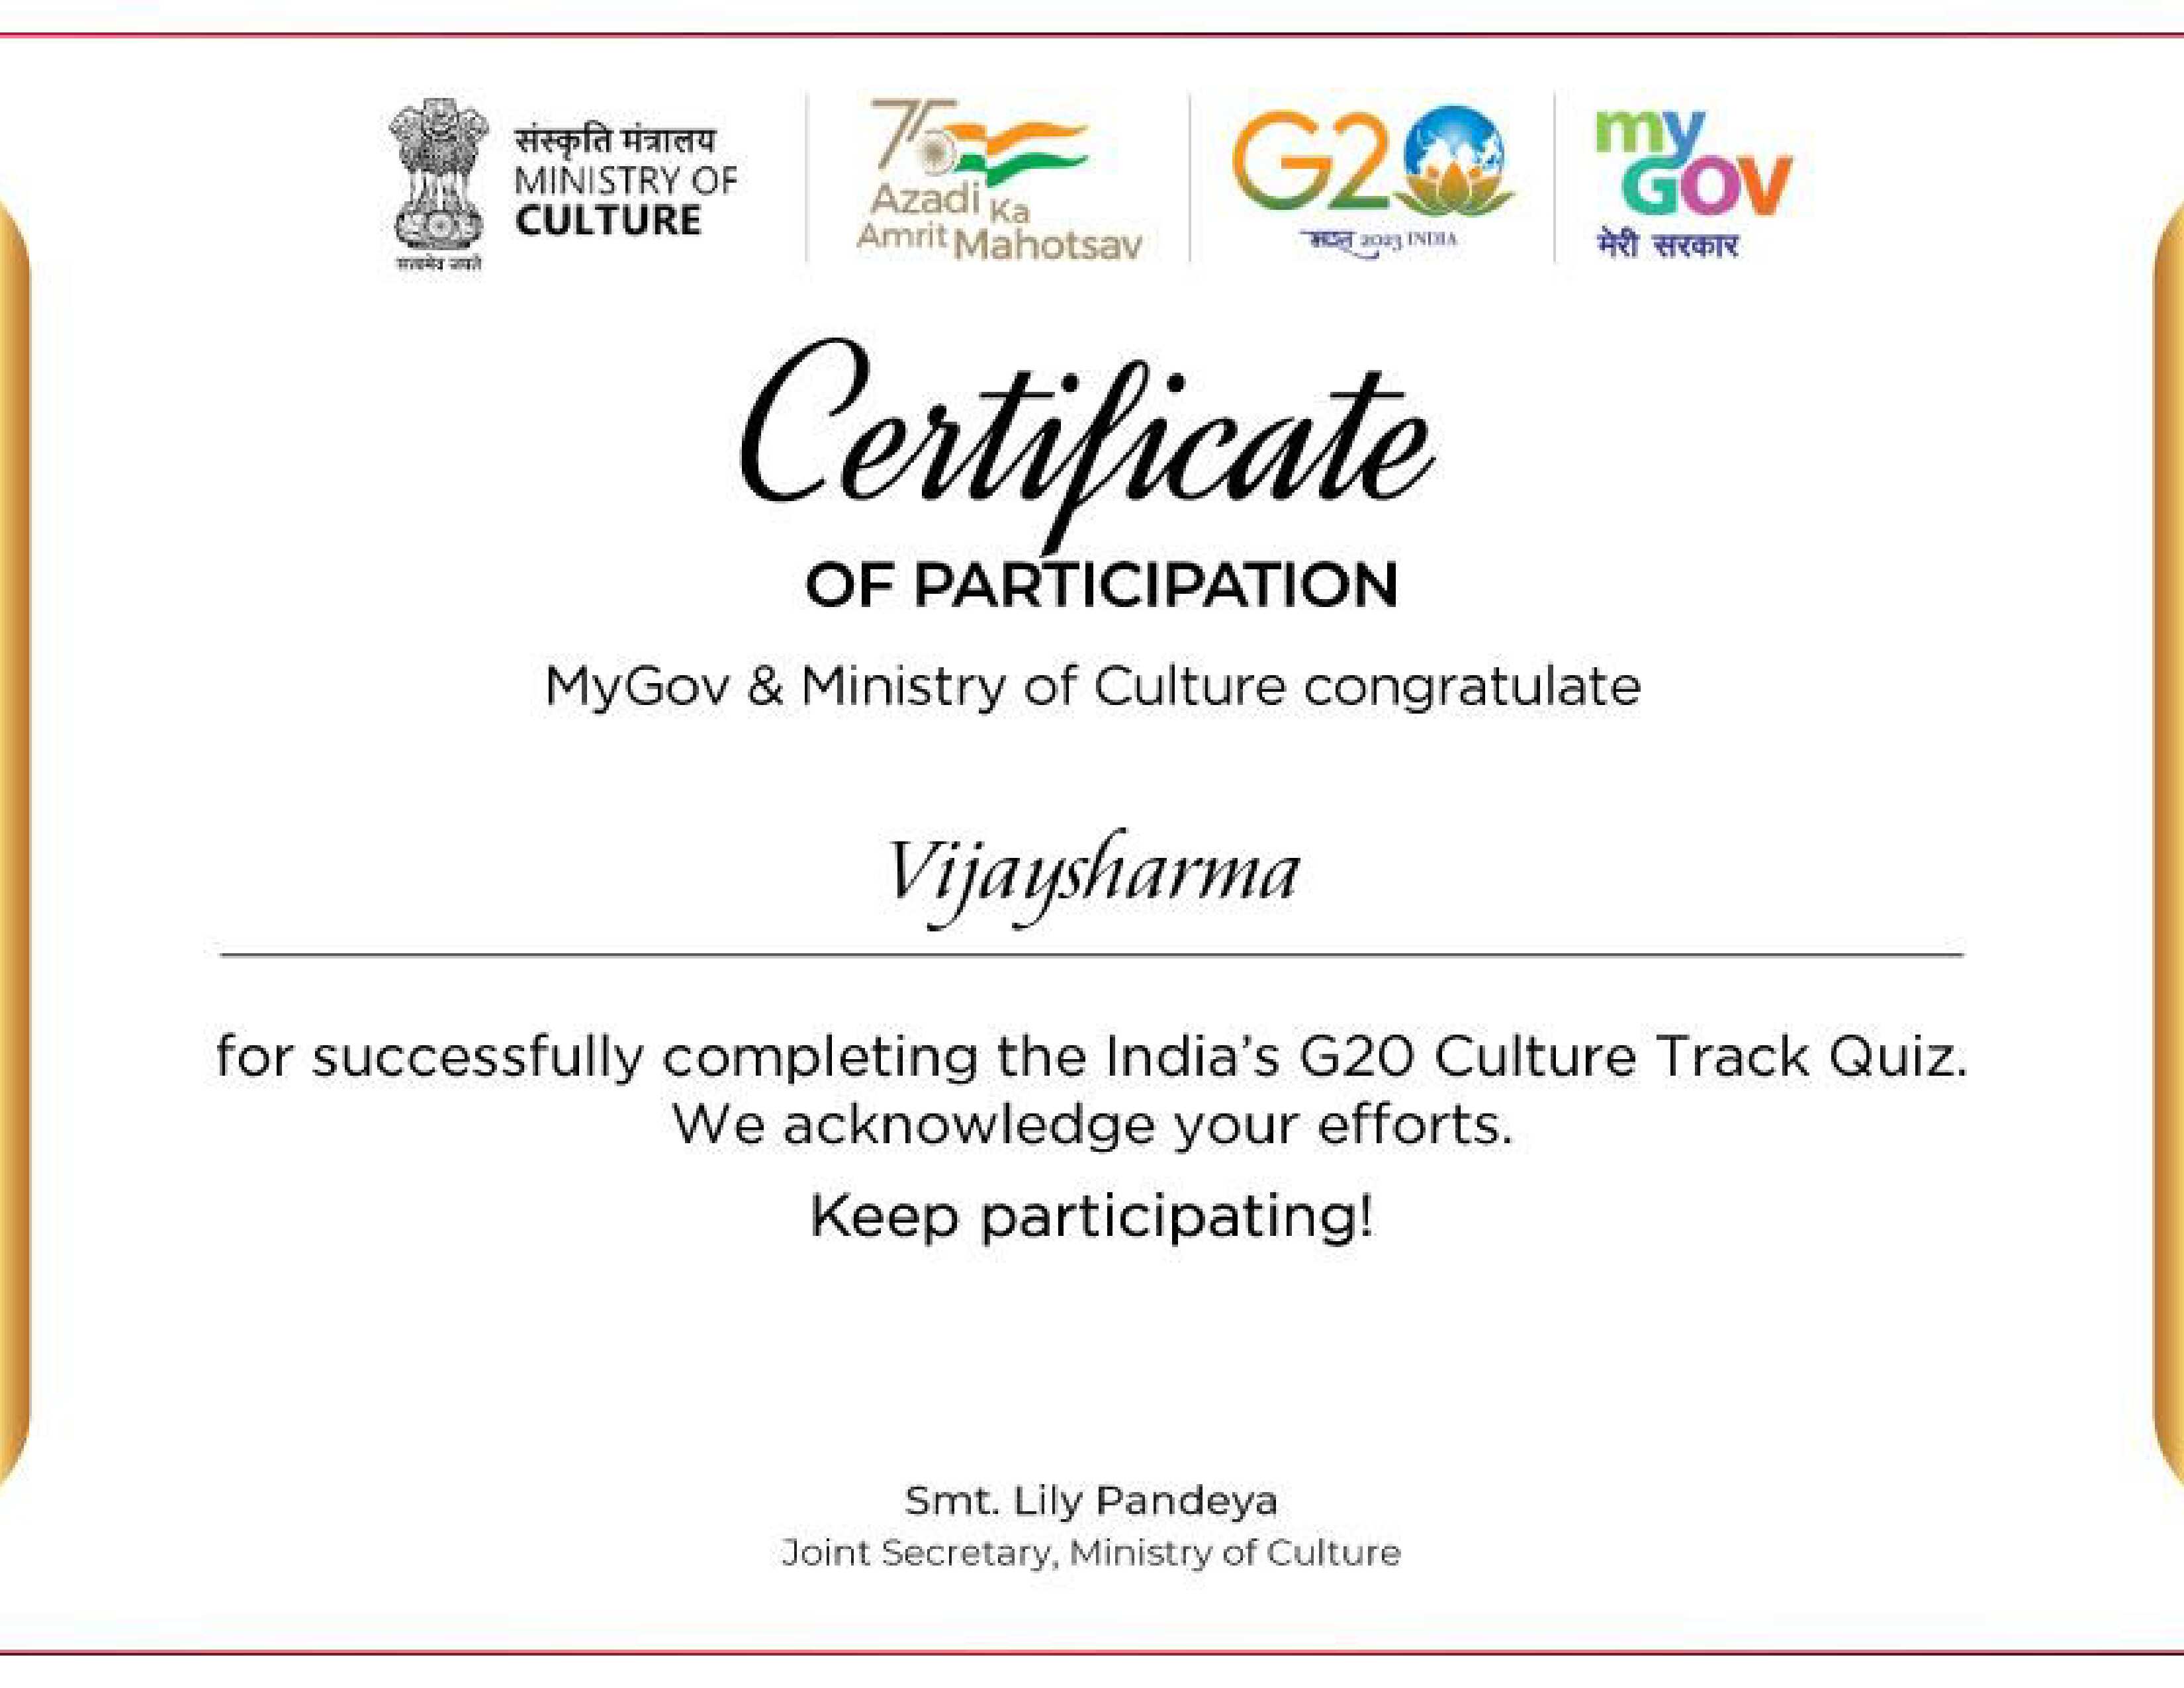 संस्कृति मंत्रालय
MINISTRY OF
CULTURE
सत्यमेव जयते
75
Azadi Ka
Amrit Mahotsav
G20
भारत 2023 INDIA
my
GOV
मेरी सरकार
Certificate
OF PARTICIPATION
MyGov & Ministry of Culture congratulate
Vijaysharma
for successfully completing the India's G20 Culture Track Quiz.
We acknowledge your efforts.
Keep participating!
Smt. Lily Pandeya
Joint Secretary, Ministry of Culture